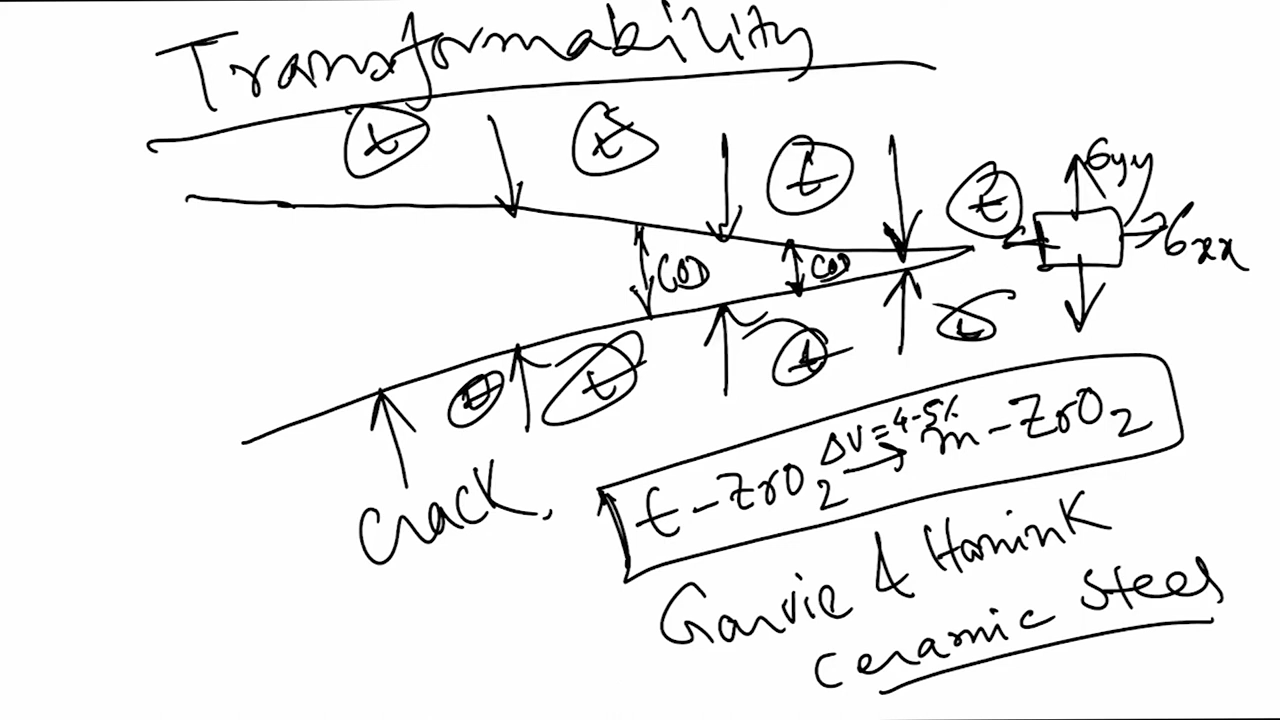 Transformability
t t t t
σyy
σxx
COD COD
t t t t
crack.
t-ZrO2 ΔV=4-5% → m-ZrO2
Garvie & Hannink
Ceramic Steel